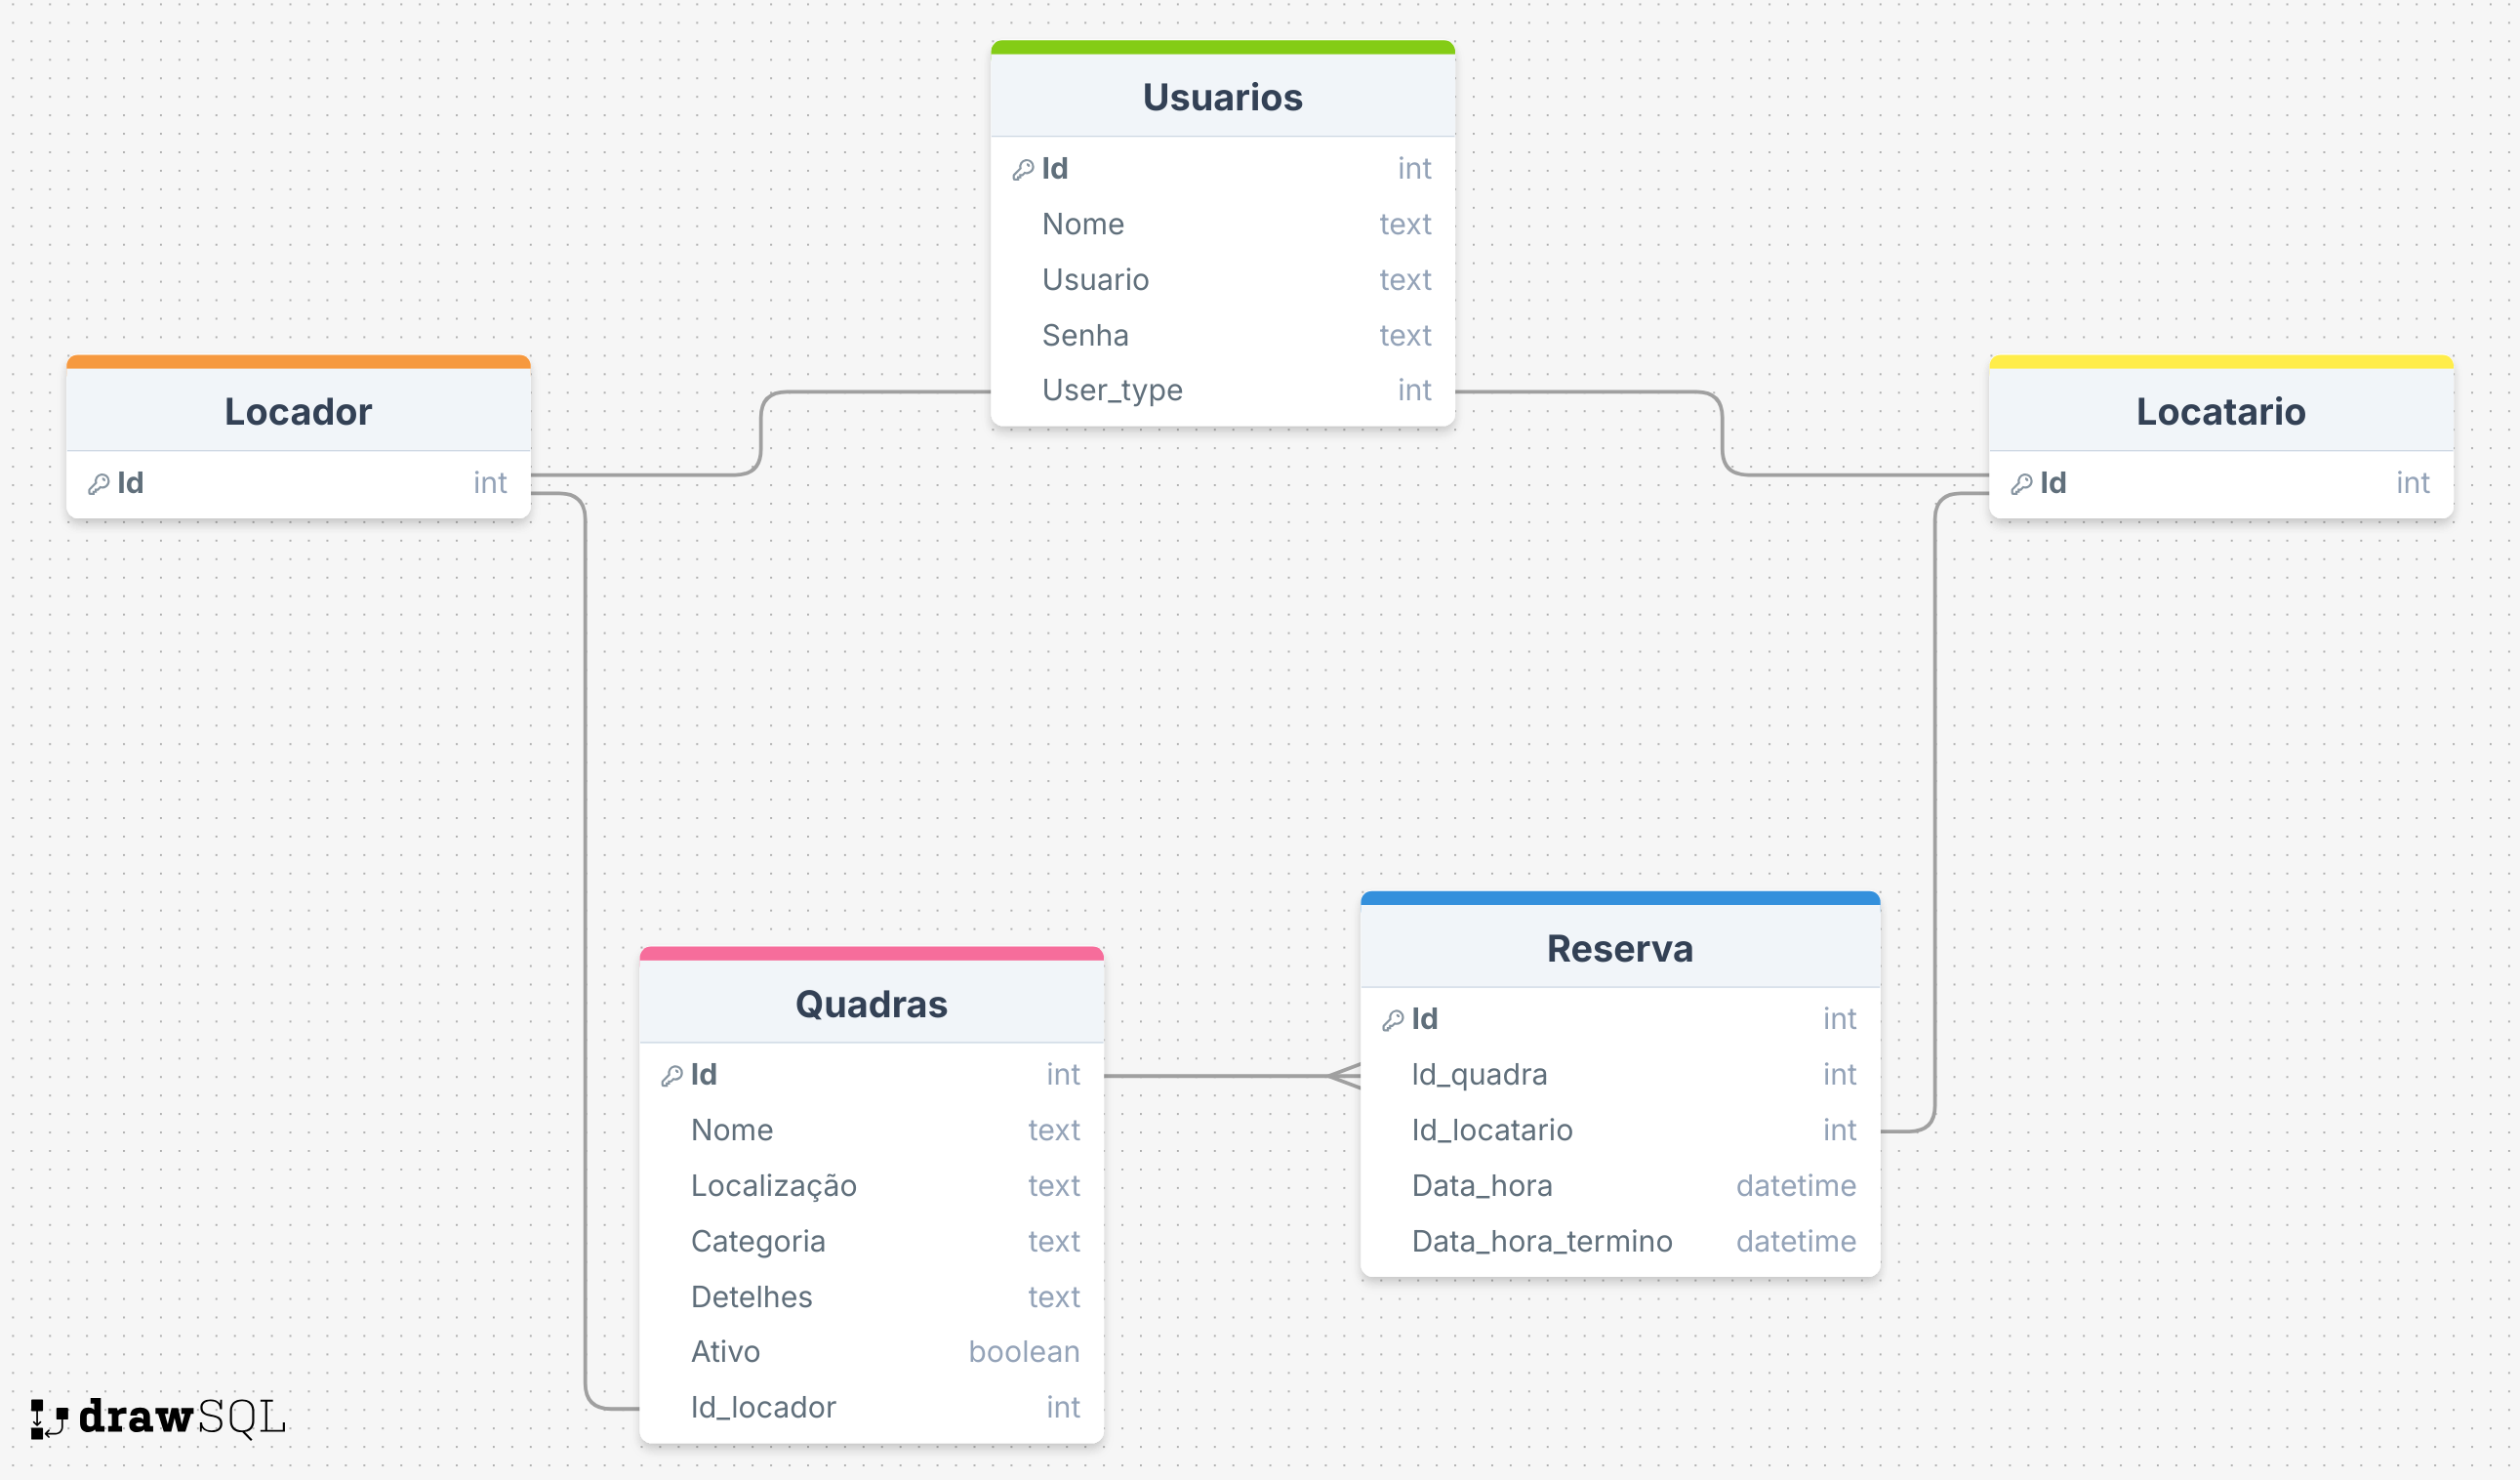 Usuarios
Id int
Nome text
Usuario text
Senha text
User_type int
Locador
Id int
Locatario
Id int
Quadras
Id int
Nome text
Localização text
Categoria text
Detelhes text
Ativo boolean
Id_locador int
Reserva
Id int
Id_quadra int
Id_locatario int
Data_hora datetime
Data_hora_termino datetime
drawSQL